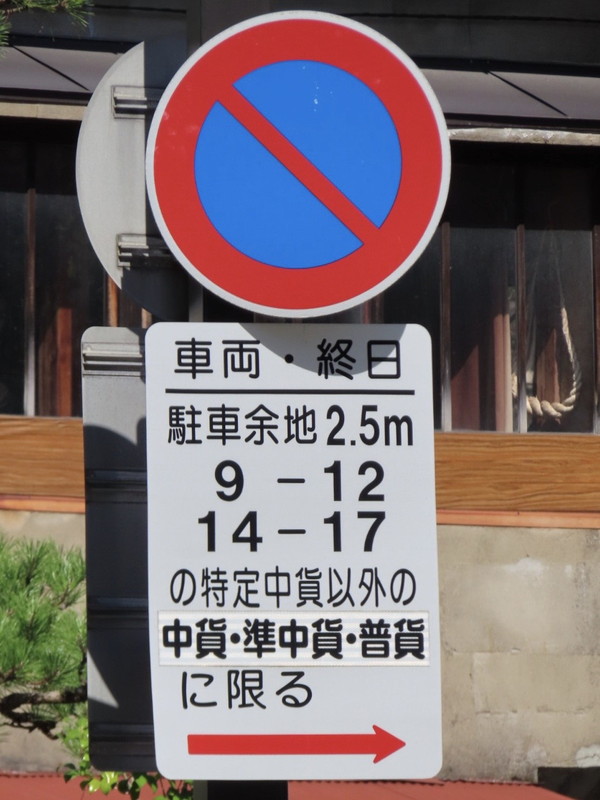 車両・終日
駐車余地2.5m
9－12
14－17
の特定中貨以外の
中貨・準中貨・普貨
に限る